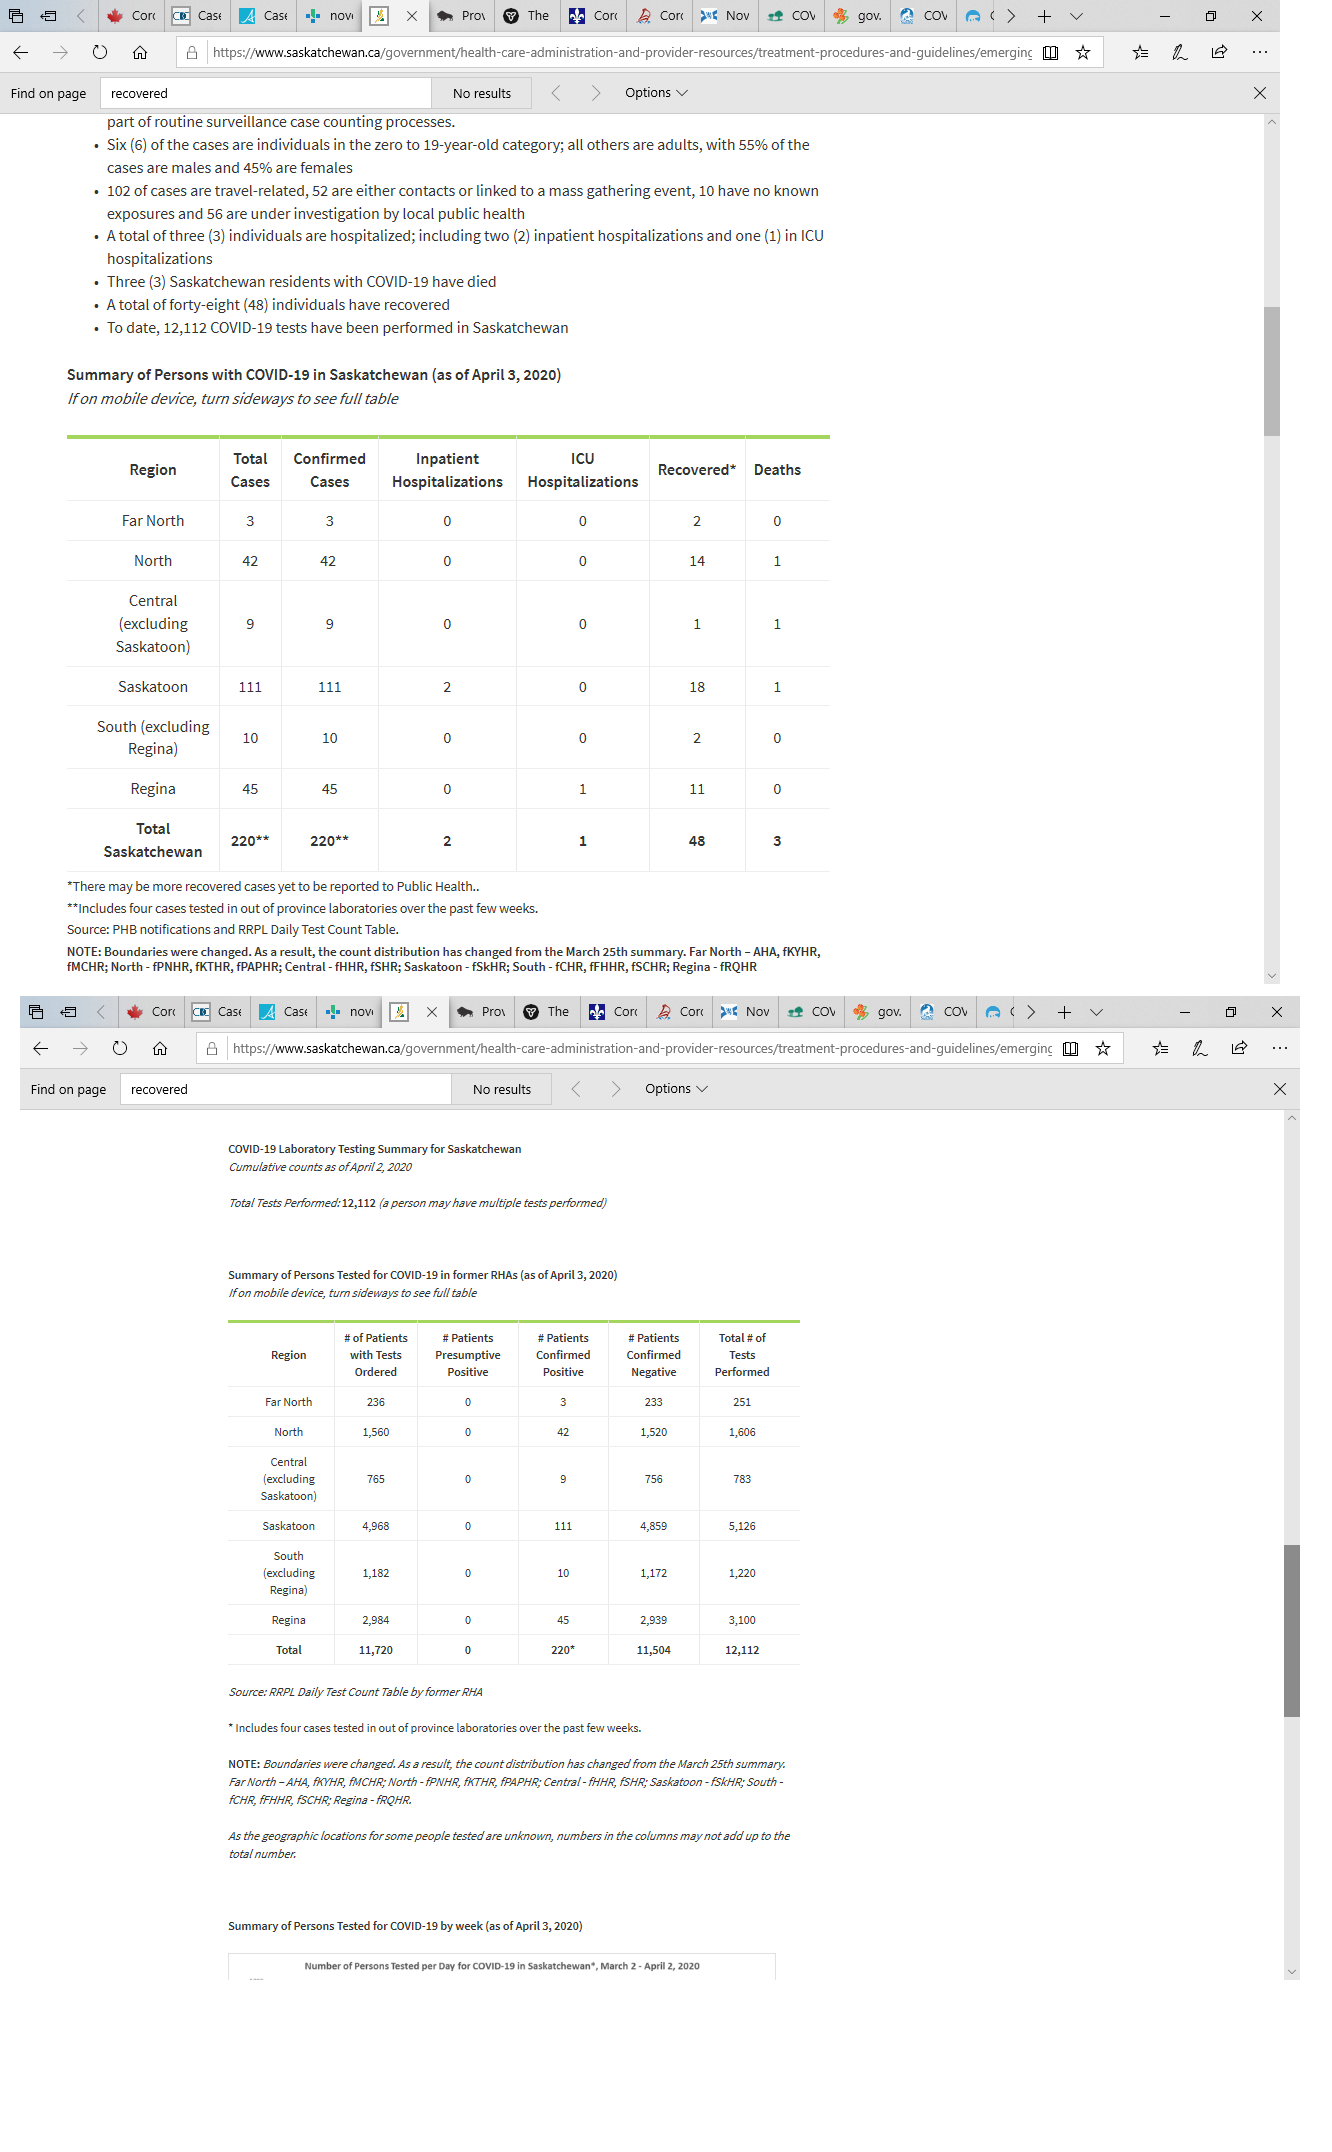 Corc Case Case nove Prov The Corc Corc Nov COV gov. COV
https://www.saskatchewan.ca/government/health-care-administration-and-provider-resources/treatment-procedures-and-guidelines/emerging
Find on page recovered No results Options
part of routine surveillance case counting processes.
• Six (6) of the cases are individuals in the zero to 19-year-old category; all others are adults, with 55% of the
cases are males and 45% are females
• 102 of cases are travel-related, 52 are either contacts or linked to a mass gathering event, 10 have no known
exposures and 56 are under investigation by local public health
• A total of three (3) individuals are hospitalized; including two (2) inpatient hospitalizations and one (1) in ICU
hospitalizations
• Three (3) Saskatchewan residents with COVID-19 have died
• A total of forty-eight (48) individuals have recovered
• To date, 12,112 COVID-19 tests have been performed in Saskatchewan
Summary of Persons with COVID-19 in Saskatchewan (as of April 3, 2020)
If on mobile device, turn sideways to see full table
Region Total Cases Confirmed Cases Inpatient Hospitalizations ICU Hospitalizations Recovered* Deaths
Far North 3 3 0 0 2 0
North 42 42 0 0 14 1
Central (excluding Saskatoon) 9 9 0 0 1 1
Saskatoon 111 111 2 0 18 1
South (excluding Regina) 10 10 0 0 2 0
Regina 45 45 0 1 11 0
Total Saskatchewan 220** 220** 2 1 48 3
*There may be more recovered cases yet to be reported to Public Health..
**Includes four cases tested in out of province laboratories over the past few weeks.
Source: PHB notifications and RRPL Daily Test Count Table.
NOTE: Boundaries were changed. As a result, the count distribution has changed from the March 25th summary. Far North – AHA, fKYHR,
fMCHR; North - fPNHR, fKTHR, fPAPHR; Central - fHHR, fSHR; Saskatoon - fSkHR; South - fCHR, fFHHR, fSCHR; Regina - fRQHR
Corc Case Case nove Prov The Corc Corc Nov COV gov. COV
https://www.saskatchewan.ca/government/health-care-administration-and-provider-resources/treatment-procedures-and-guidelines/emerging
Find on page recovered No results Options
COVID-19 Laboratory Testing Summary for Saskatchewan
Cumulative counts as of April 2, 2020
Total Tests Performed: 12,112 (a person may have multiple tests performed)
Summary of Persons Tested for COVID-19 in former RHAs (as of April 3, 2020)
If on mobile device, turn sideways to see full table
Region # of Patients with Tests Ordered # Patients Presumptive Positive # Patients Confirmed Positive # Patients Confirmed Negative Total # of Tests Performed
Far North 236 0 3 233 251
North 1,560 0 42 1,520 1,606
Central (excluding Saskatoon) 765 0 9 756 783
Saskatoon 4,968 0 111 4,859 5,126
South (excluding Regina) 1,182 0 10 1,172 1,220
Regina 2,984 0 45 2,939 3,100
Total 11,720 0 220* 11,504 12,112
Source: RRPL Daily Test Count Table by former RHA
* Includes four cases tested in out of province laboratories over the past few weeks.
NOTE: Boundaries were changed. As a result, the count distribution has changed from the March 25th summary.
Far North – AHA, fKYHR, fMCHR; North - fPNHR, fKTHR, fPAPHR; Central - fHHR, fSHR; Saskatoon - fSkHR; South -
fCHR, fFHHR, fSCHR; Regina - fRQHR.
As the geographic locations for some people tested are unknown, numbers in the columns may not add up to the
total number.
Summary of Persons Tested for COVID-19 by week (as of April 3, 2020)
Number of Persons Tested per Day for COVID-19 in Saskatchewan*, March 2 - April 2, 2020